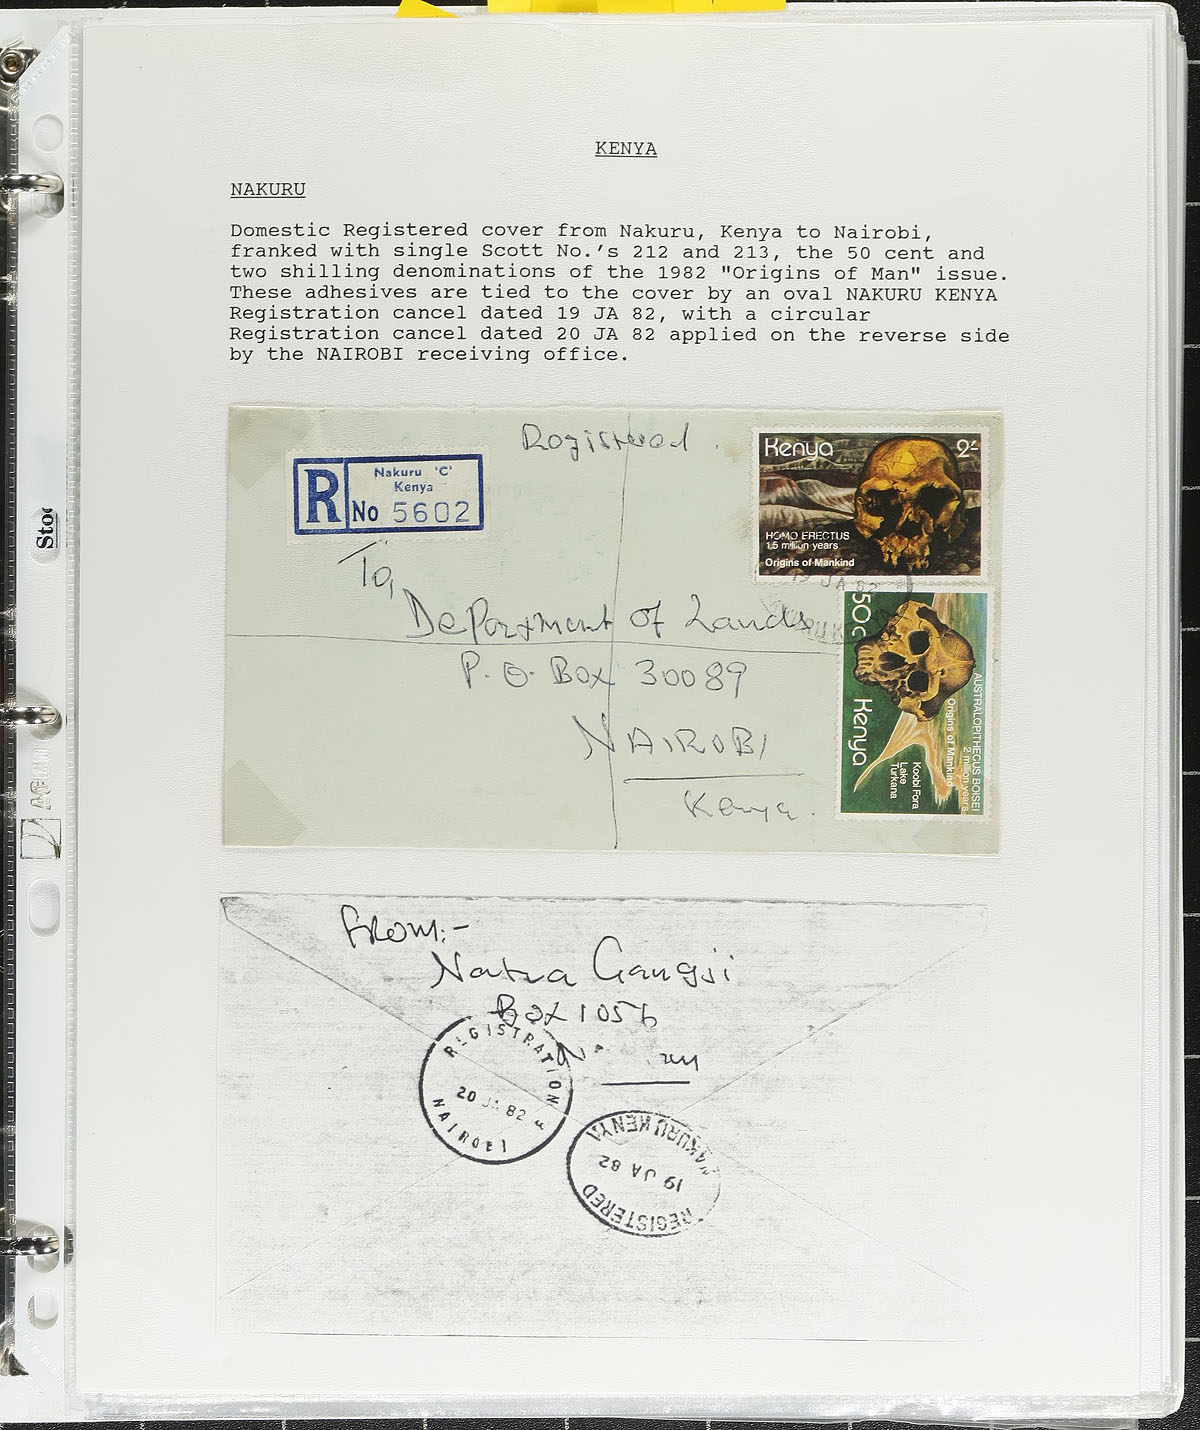 KENYA
NAKURU
Domestic Registered cover from Nakuru, Kenya to Nairobi,
franked with single Scott No.'s 212 and 213, the 50 cent and
two shilling denominations of the 1982 "Origins of Man" issue.
These adhesives are tied to the cover by an oval NAKURU KENYA
Registration cancel dated 19 JA 82, with a circular
Registration cancel dated 20 JA 82 applied on the reverse side
by the NAIROBI receiving office.
Registered.
R
Nakuru 'C'
Kenya
No 5602
Kenya 2/-
HOMO ERECTUS
1.5 million years
Origins of Mankind
19 JA 82
To,
Department of Lands
P.O. Box 30089
NAIROBI
Kenya.
50c
Kenya
AUSTRALOPITHECUS BOISEI
2 million years
Origins of Mankind
Koobi Fora
Lake
Turkana
From:-
Gangji
Box 1056
REGISTRATION
20 JA 82
NAIROBI
NAKURU KENYA
19 JA 82
REGISTERED